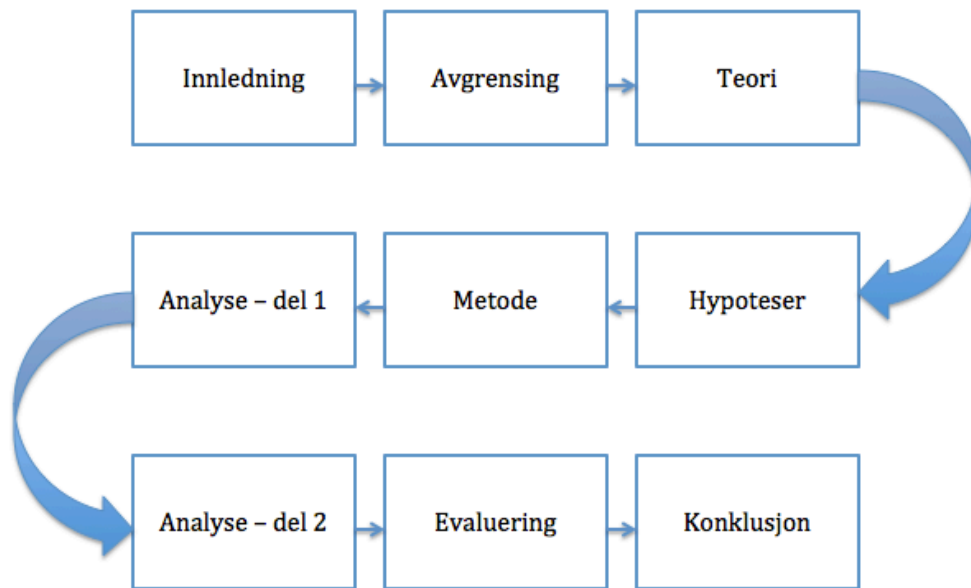 Innledning
Avgrensing
Teori
Hypoteser
Metode
Analyse – del 1
Analyse – del 2
Evaluering
Konklusjon